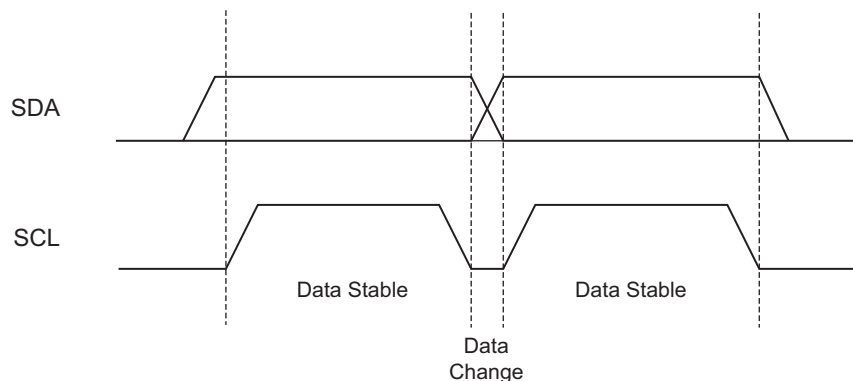 SDA
SCL
Data Stable
Data Stable
Data
Change